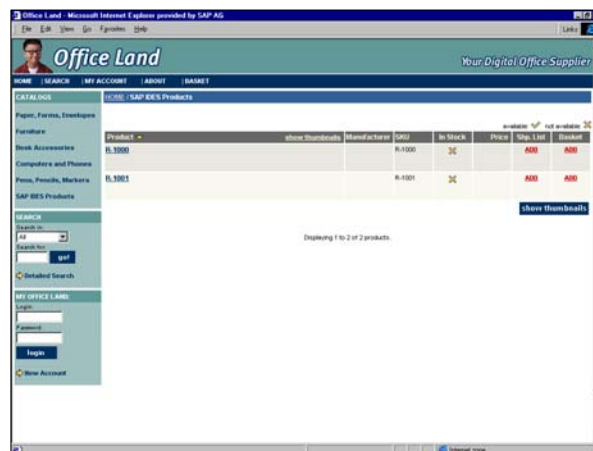 Office Land - Microsoft Internet Explorer provided by SAP AG
File Edit View Go Favorites Help
Links
Office Land
Your Digital Office Supplier
HOME | SEARCH | MY ACCOUNT | ABOUT | BASKET
CATALOGS
HOME / SAP IDES Products
Paper, Forms, Envelopes
Furniture
Desk Accessories
Computers and Phones
Pens, Pencils, Markers
SAP IDES Products
available not available
Product show thumbnails Manufacturer SKU In Stock Price Shp. List Basket
R-1000 R-1000 ADD ADD
R-1001 R-1001 ADD ADD
show thumbnails
Displaying 1 to 2 of 2 products.
SEARCH
Search in:
All
Search for:
go!
Detailed Search
MY OFFICE LAND
Login:
Password:
login
New Account
Internet zone